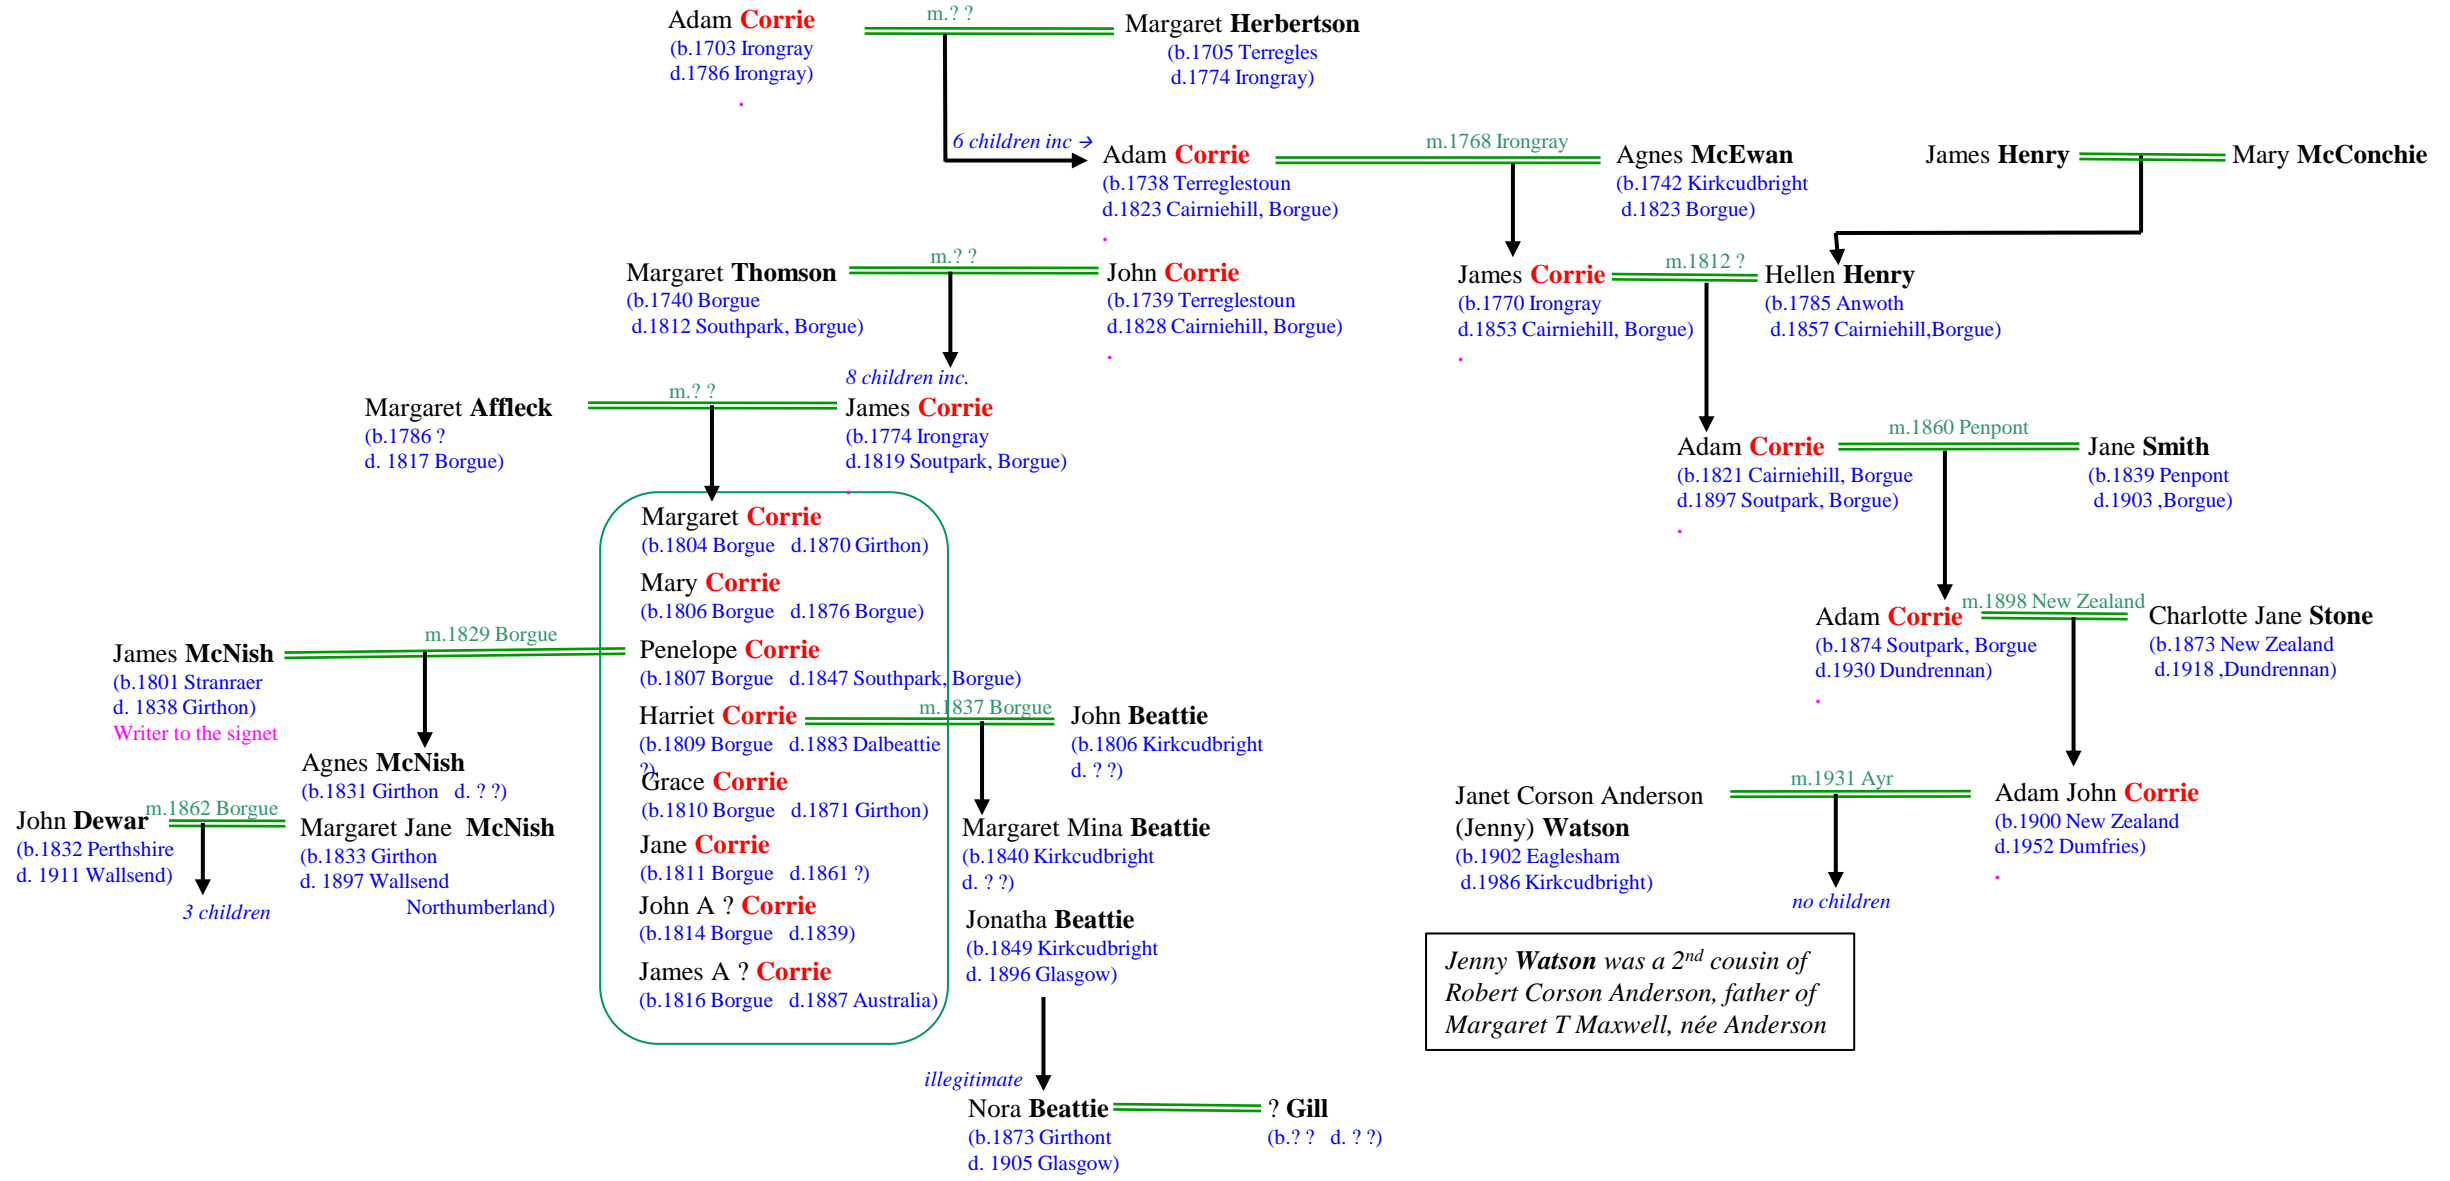 Adam Corrie
(b.1703 Irongray
d.1786 Irongray)
.
m.? ?
Margaret Herbertson
(b.1705 Terregles
d.1774 Irongray)
6 children inc →
Adam Corrie
(b.1738 Terreglestoun
d.1823 Cairniehill, Borgue)
.
m.1768 Irongray
Agnes McEwan
(b.1742 Kirkcudbright
d.1823 Borgue)
James Henry
Mary McConchie
Margaret Thomson
(b.1740 Borgue
d.1812 Southpark, Borgue)
m.? ?
John Corrie
(b.1739 Terreglestoun
d.1828 Cairniehill, Borgue)
.
James Corrie
(b.1770 Irongray
d.1853 Cairniehill, Borgue)
.
m.1812 ?
Hellen Henry
(b.1785 Anwoth
d.1857 Cairniehill,Borgue)
8 children inc.
Margaret Affleck
(b.1786 ?
d. 1817 Borgue)
m.? ?
James Corrie
(b.1774 Irongray
d.1819 Soutpark, Borgue)
.
Adam Corrie
(b.1821 Cairniehill, Borgue
d.1897 Soutpark, Borgue)
.
m.1860 Penpont
Jane Smith
(b.1839 Penpont
d.1903 ,Borgue)
Margaret Corrie
(b.1804 Borgue d.1870 Girthon)
Mary Corrie
(b.1806 Borgue d.1876 Borgue)
Penelope Corrie
(b.1807 Borgue d.1847 Southpark, Borgue)
Harriet Corrie
(b.1809 Borgue d.1883 Dalbeattie
?)
Grace Corrie
(b.1810 Borgue d.1871 Girthon)
Jane Corrie
(b.1811 Borgue d.1861 ?)
John A ? Corrie
(b.1814 Borgue d.1839)
James A ? Corrie
(b.1816 Borgue d.1887 Australia)
James McNish
(b.1801 Stranraer
d. 1838 Girthon)
Writer to the signet
m.1829 Borgue
m.1837 Borgue
John Beattie
(b.1806 Kirkcudbright
d. ? ?)
Adam Corrie
(b.1874 Soutpark, Borgue
d.1930 Dundrennan)
.
m.1898 New Zealand
Charlotte Jane Stone
(b.1873 New Zealand
d.1918 ,Dundrennan)
Agnes McNish
(b.1831 Girthon d. ? ?)
John Dewar
(b.1832 Perthshire
d. 1911 Wallsend)
m.1862 Borgue
Margaret Jane McNish
(b.1833 Girthon
d. 1897 Wallsend
Northumberland)
3 children
Margaret Mina Beattie
(b.1840 Kirkcudbright
d. ? ?)
Jonatha Beattie
(b.1849 Kirkcudbright
d. 1896 Glasgow)
Janet Corson Anderson
(Jenny) Watson
(b.1902 Eaglesham
d.1986 Kirkcudbright)
m.1931 Ayr
Adam John Corrie
(b.1900 New Zealand
d.1952 Dumfries)
.
no children
Jenny Watson was a 2nd cousin of
Robert Corson Anderson, father of
Margaret T Maxwell, née Anderson
illegitimate
Nora Beattie
(b.1873 Girthont
d. 1905 Glasgow)
? Gill
(b.? ? d. ? ?)